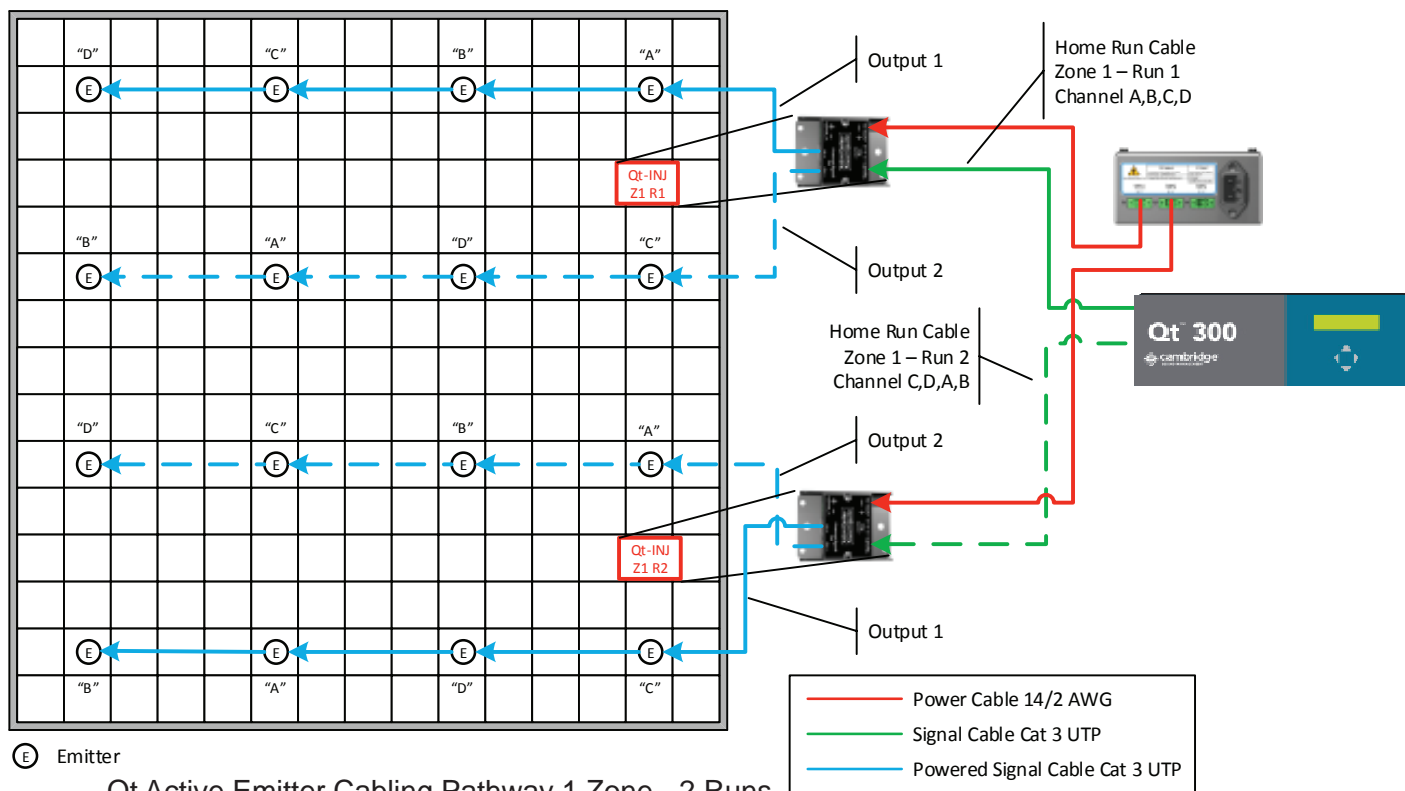 “D” “C” “B” “A”
E E E E
Output 1
Home Run Cable
Zone 1 – Run 1
Channel A,B,C,D
Qt-INJ
Z1 R1
“B” “A” “D” “C”
E E E E
Output 2
Home Run Cable
Zone 1 – Run 2
Channel C,D,A,B
Qt 300
cambridge
“D” “C” “B” “A”
E E E E
Output 2
Qt-INJ
Z1 R2
E E E E
“B” “A” “D” “C”
Output 1
Power Cable 14/2 AWG
Signal Cable Cat 3 UTP
Powered Signal Cable Cat 3 UTP
E Emitter
Qt Active Emitter Cabling Pathway 1 Zone - 2 Runs